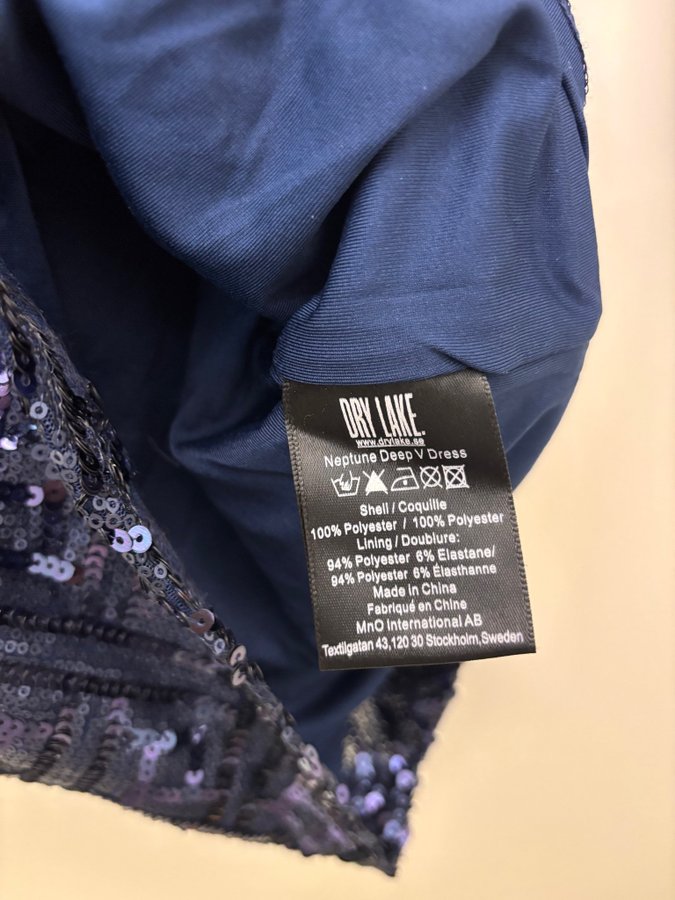 DRY LAKE.
www.drylake.se
Neptune Deep V Dress
Shell / Coquille
100% Polyester / 100% Polyester
Lining / Doublure:
94% Polyester 6% Elastane/
94% Polyester 6% Élasthanne
Made in China
Fabriqué en Chine
MnO International AB
Textilgatan 43,120 30 Stockholm,Sweden